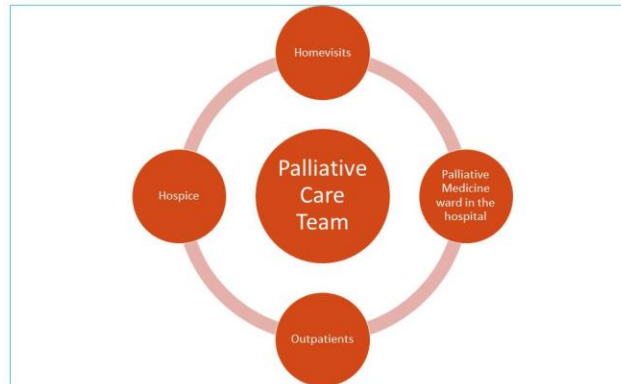 Homevisits
Palliative
Care
Team
Hospice
Palliative
Medicine
ward in the
hospital
Outpatients